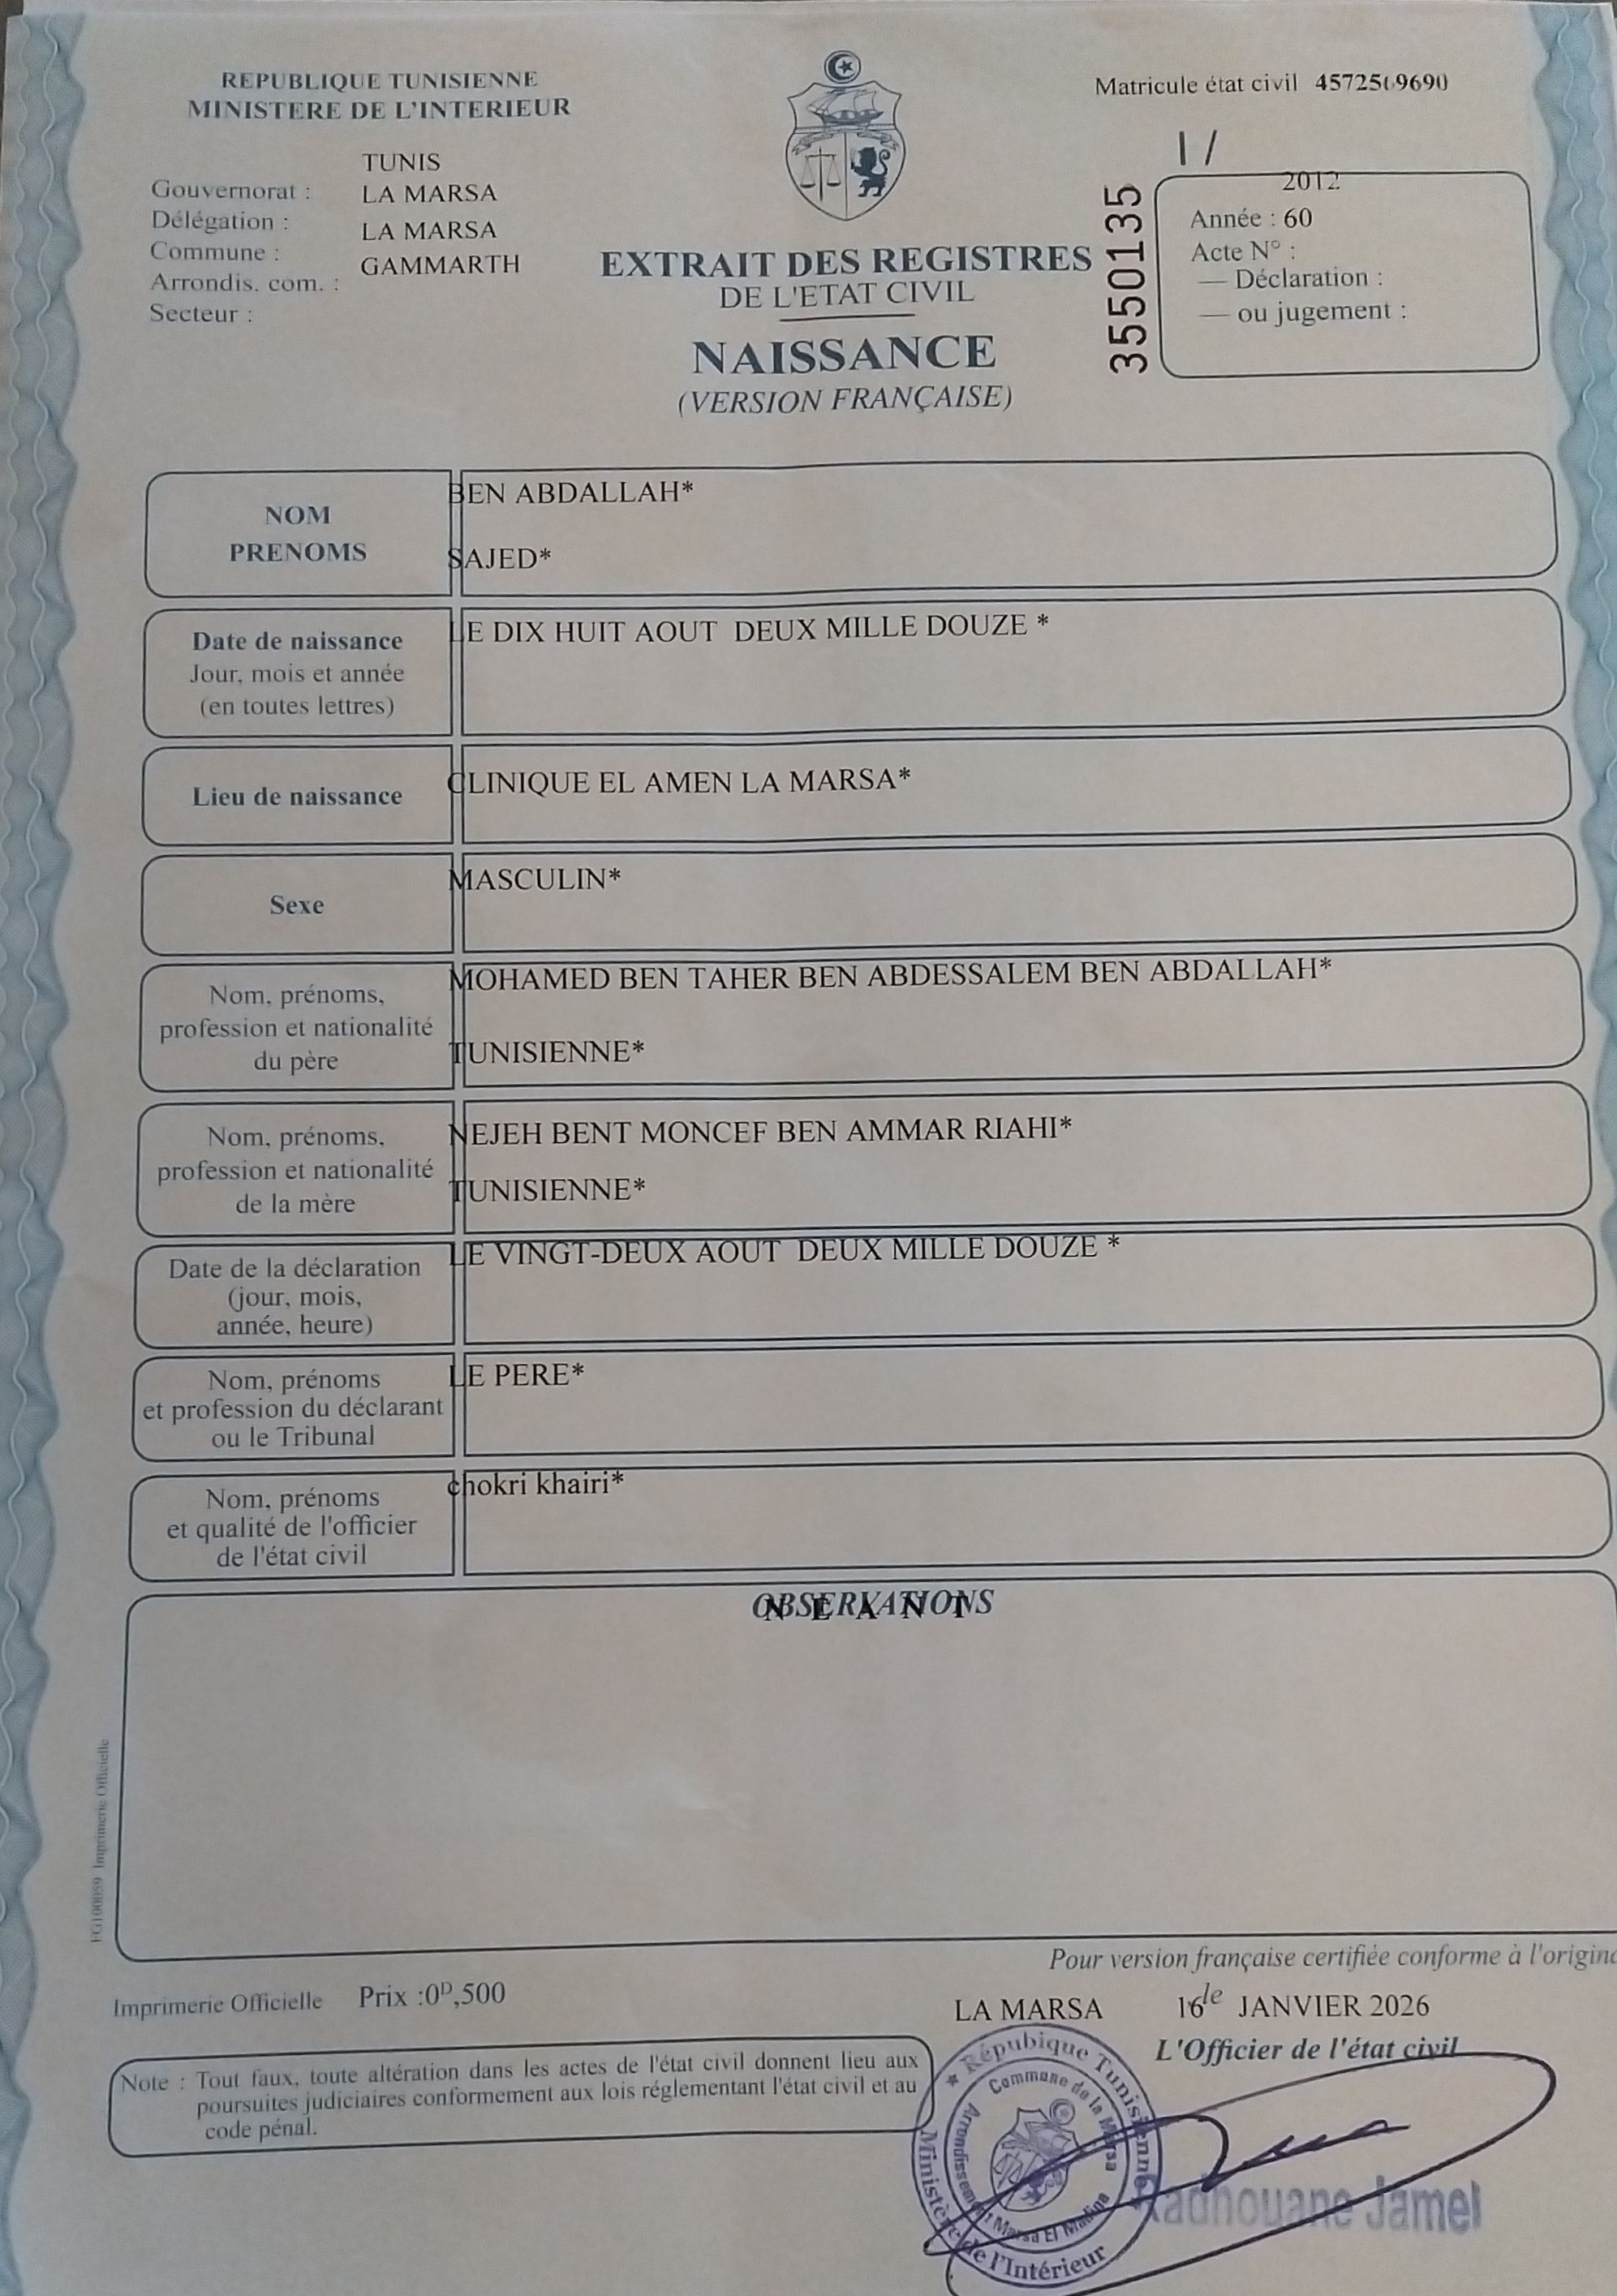 REPUBLIQUE TUNISIENNE
MINISTERE DE L'INTERIEUR
Matricule état civil
1/
TUNIS
Gouvernorat : LA MARSA
Délégation : LA MARSA
Commune : GAMMARTH
Arrondis. com. :
Secteur :
EXTRAIT DES REGISTRES
DE L'ETAT CIVIL
NAISSANCE
(VERSION FRANÇAISE)
3550135
2012
Année : 60
Acte N° :
— Déclaration :
— ou jugement :
NOM
PRENOMS
BEN ABDALLAH*
SAJED*
Date de naissance
Jour, mois et année
(en toutes lettres)
LE DIX HUIT AOUT DEUX MILLE DOUZE *
Lieu de naissance
CLINIQUE EL AMEN LA MARSA*
Sexe
MASCULIN*
Nom, prénoms,
profession et nationalité
du père
MOHAMED BEN TAHER BEN ABDESSALEM BEN ABDALLAH*
TUNISIENNE*
Nom, prénoms,
profession et nationalité
de la mère
NEJEH BENT MONCEF BEN AMMAR RIAHI*
TUNISIENNE*
Date de la déclaration
(jour, mois,
année, heure)
LE VINGT-DEUX AOUT DEUX MILLE DOUZE *
Nom, prénoms
et profession du déclarant
ou le Tribunal
LE PERE*
Nom, prénoms
et qualité de l'officier
de l'état civil
chokri khairi*
OBSERVATIONS
N E A N T
EG100059 Imprimerie Officielle
Pour version française certifiée conforme à
Imprimerie Officielle Prix :0ᴰ,500
LA MARSA 16 le JANVIER 2026
L'Officier de l'état civil
Note : Tout faux, toute altération dans les actes de l'état civil donnent lieu aux
poursuites judiciaires conformement aux lois réglementant l'état civil et au
code pénal.
République Tunisienne
Ministère de l'Intérieur
Commune de la Marsa
Arrondissement Marsa El Madina
Radhouane Jamel